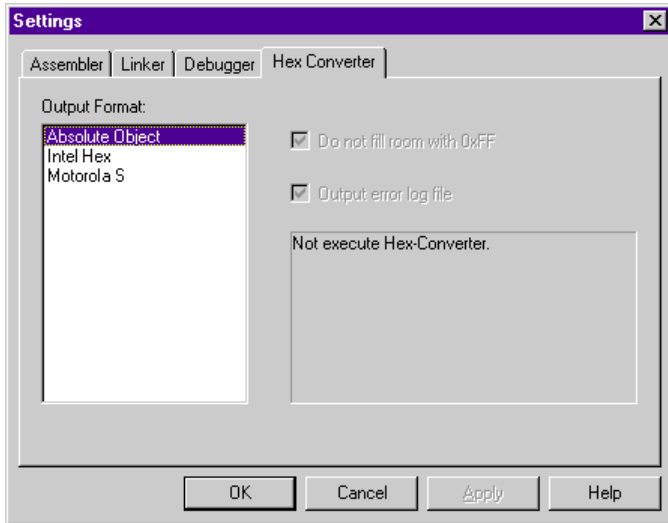 Settings
Assembler Linker Debugger Hex Converter
Output Format:
Absolute Object
Intel Hex
Motorola S
Do not fill room with 0xFF
Output error log file
Not execute Hex-Converter.
OK Cancel Apply Help